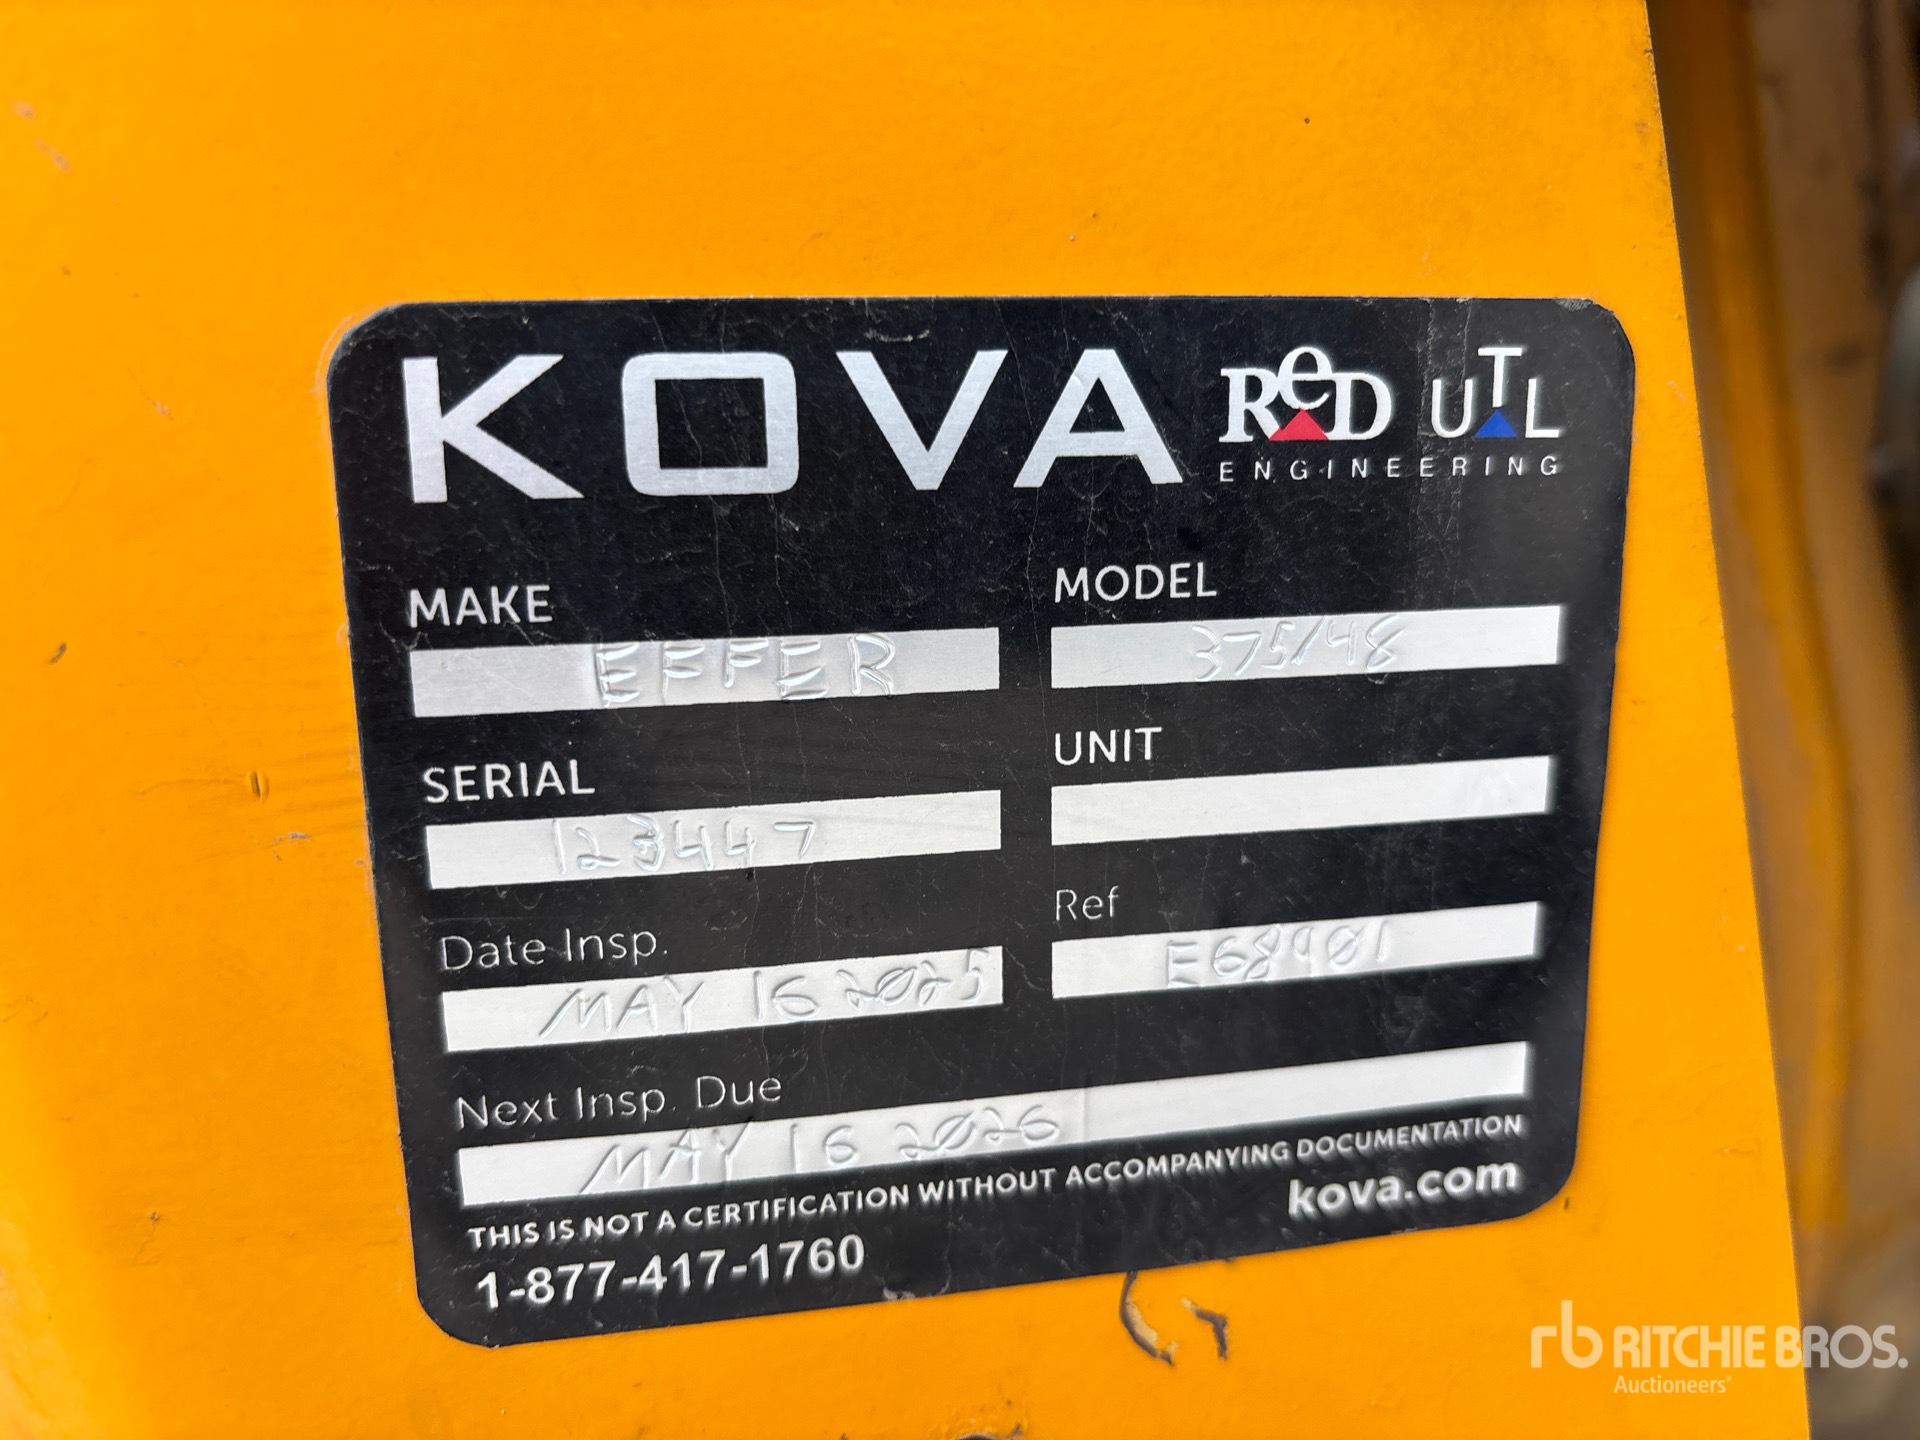 KOVA ReD UTL
ENGINEERING
MAKE MODEL
EFFER 375/48
SERIAL UNIT
123447
Date Insp. Ref
MAY 16 2025 E68901
Next Insp. Due
MAY 16 2026
THIS IS NOT A CERTIFICATION WITHOUT ACCOMPANYING DOCUMENTATION
1-877-417-1760 kova.com
rb RITCHIE BROS.
Auctioneers